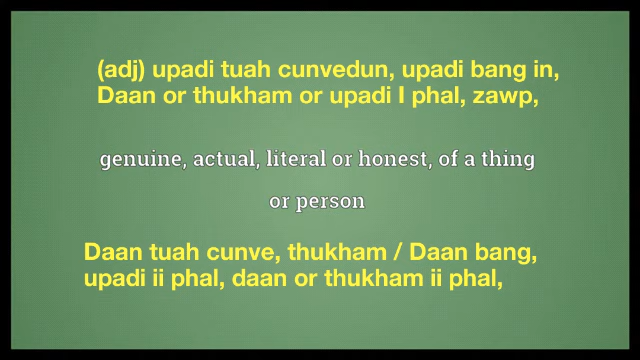 (adj) upadi tuah cunvedun, upadi bang in,
Daan or thukham or upadi I phal, zawp,
genuine, actual, literal or honest, of a thing
or person
Daan tuah cunve, thukham / Daan bang,
upadi ii phal, daan or thukham ii phal,